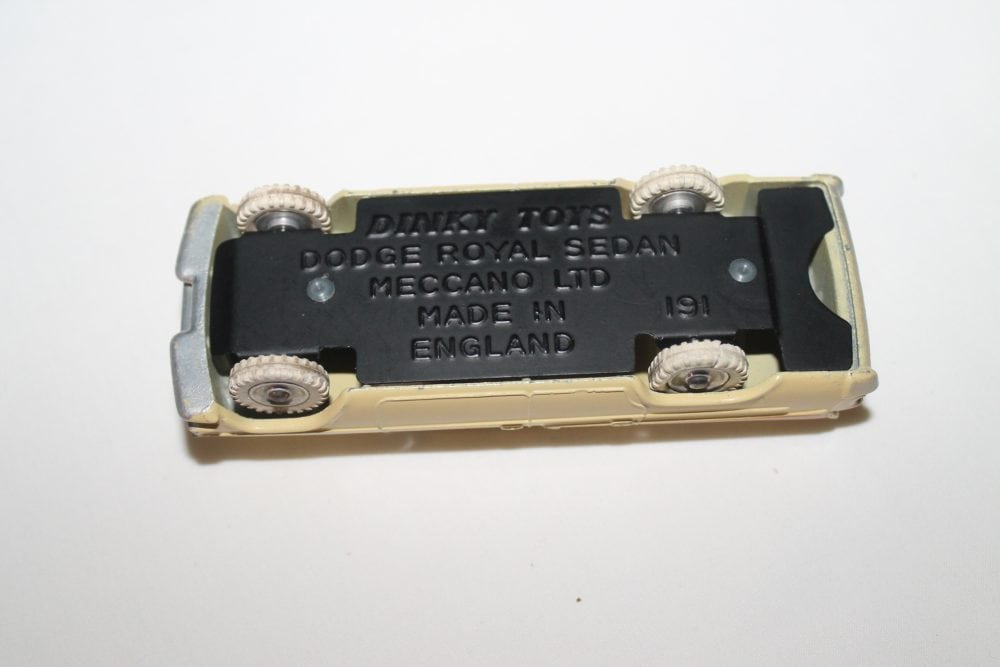 DINKY TOYS
DODGE ROYAL SEDAN
MECCANO LTD
MADE IN
ENGLAND
191